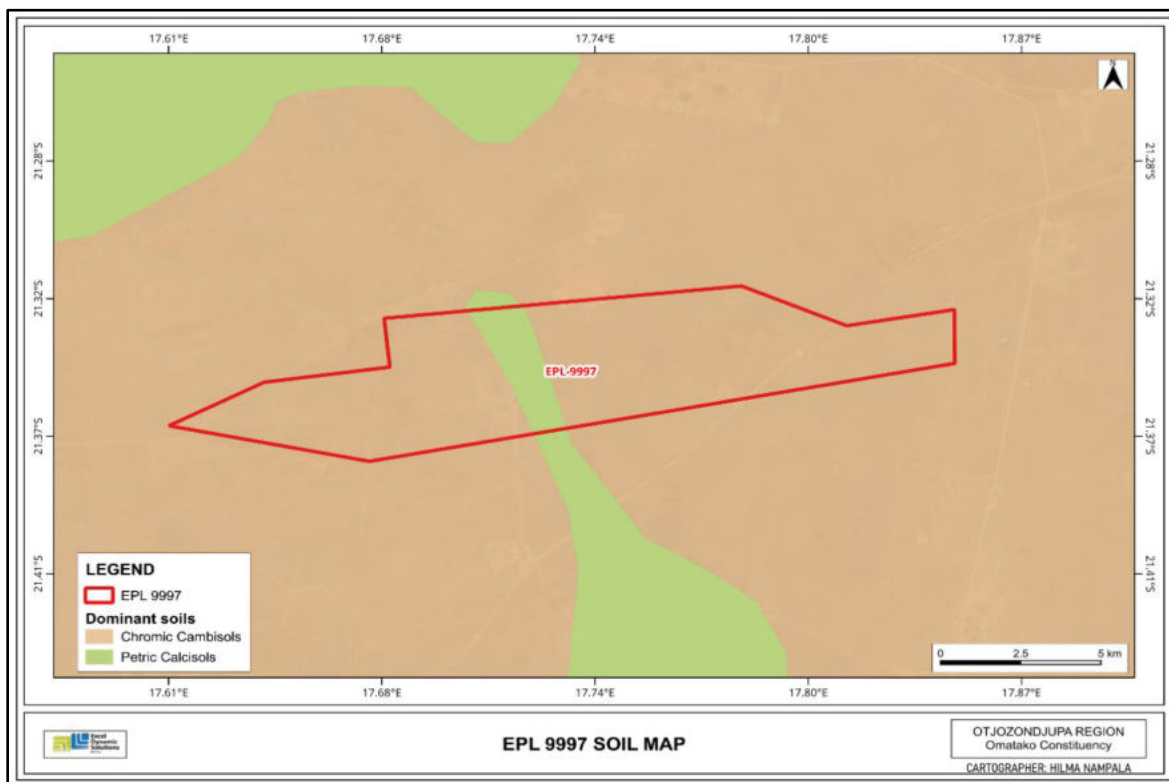 17.61°E 17.68°E 17.74°E 17.80°E 17.87°E
N
21.28°S 21.28°S
21.32°S 21.32°S
EPL-9997
21.37°S 21.37°S
21.41°S 21.41°S
LEGEND
EPL 9997
Dominant soils
Chromic Cambisols
Petric Calcisols
0 2.5 5 km
17.61°E 17.68°E 17.74°E 17.80°E 17.87°E
Excel
Dynamic
Solutions
EPL 9997 SOIL MAP
OTJOZONDJUPA REGION
Omatako Constituency
CARTOGRAPHER: HILMA NAMPALA